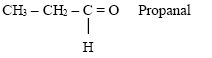 CH₃ – CH₂ – C = O Propanal
|
H